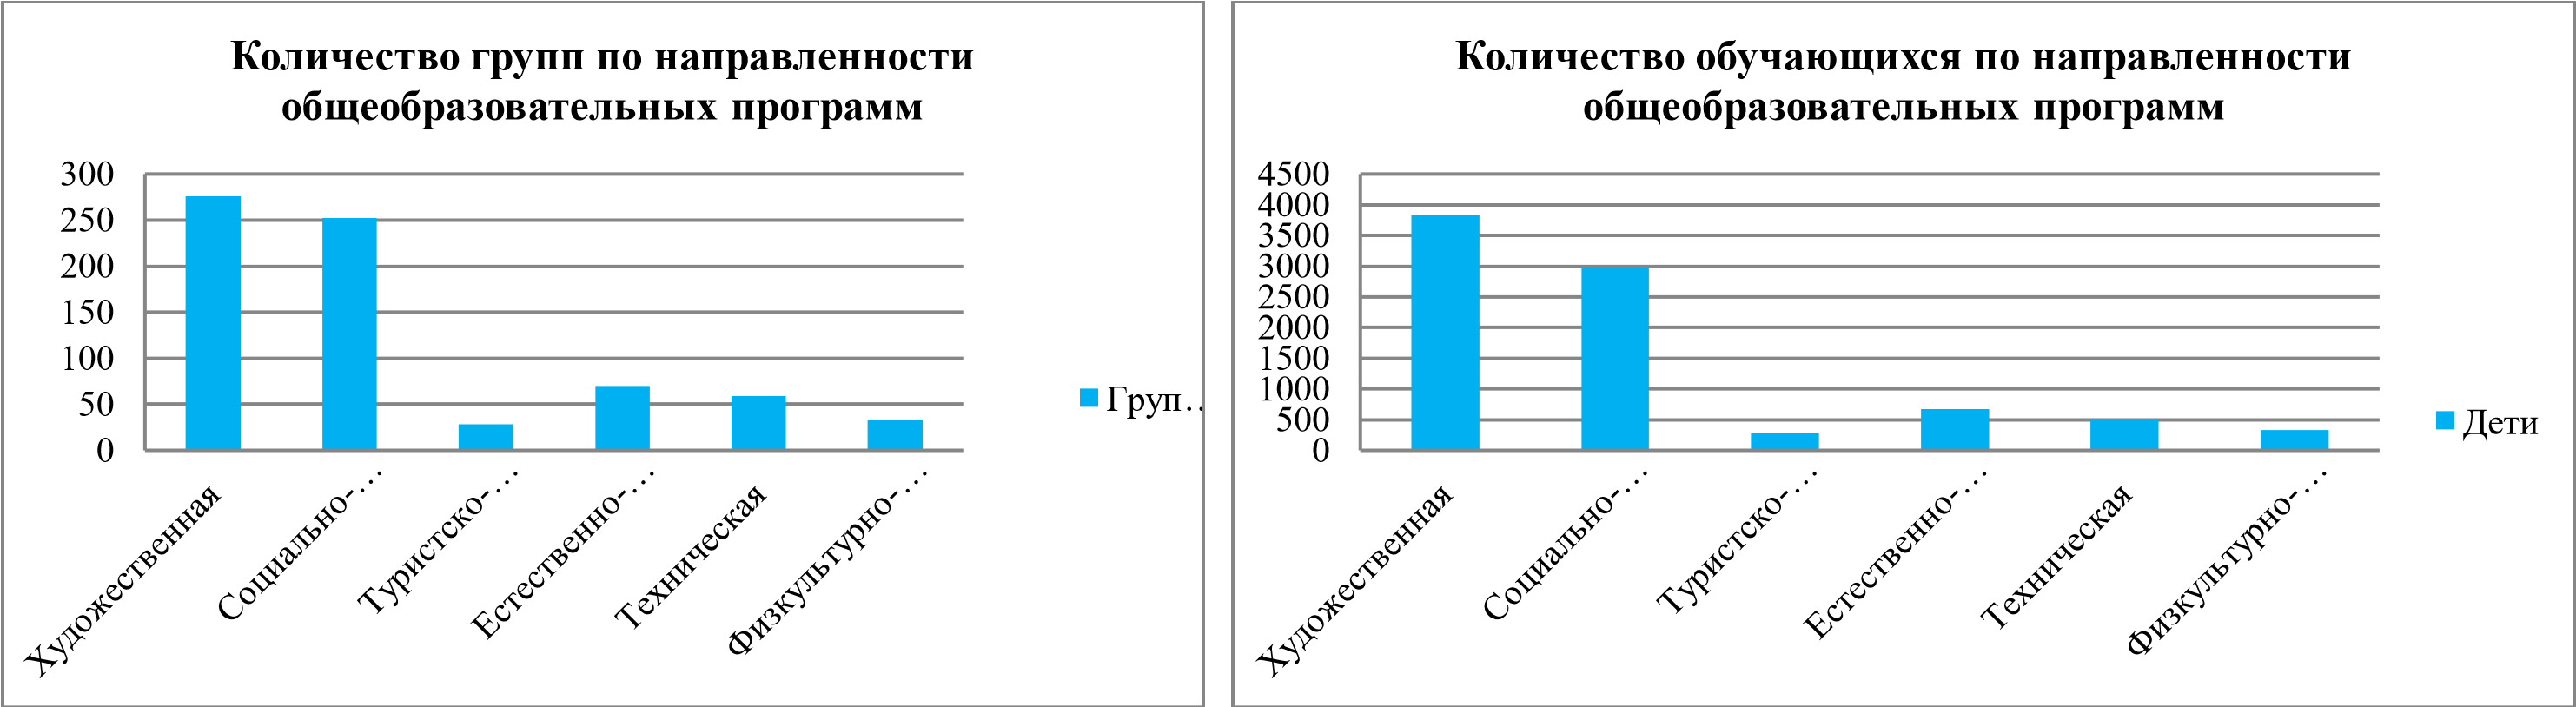 Количество групп по направленности
общеобразовательных программ
300
250
200
150
100
50
0
Художественная
Социально-…
Туристско-…
Естественно-…
Техническая
Физкультурно-…
Груп…
Количество обучающихся по направленности
общеобразовательных программ
4500
4000
3500
3000
2500
2000
1500
1000
500
0
Художественная
Социально-…
Туристско-…
Естественно-…
Техническая
Физкультурно-…
Дети